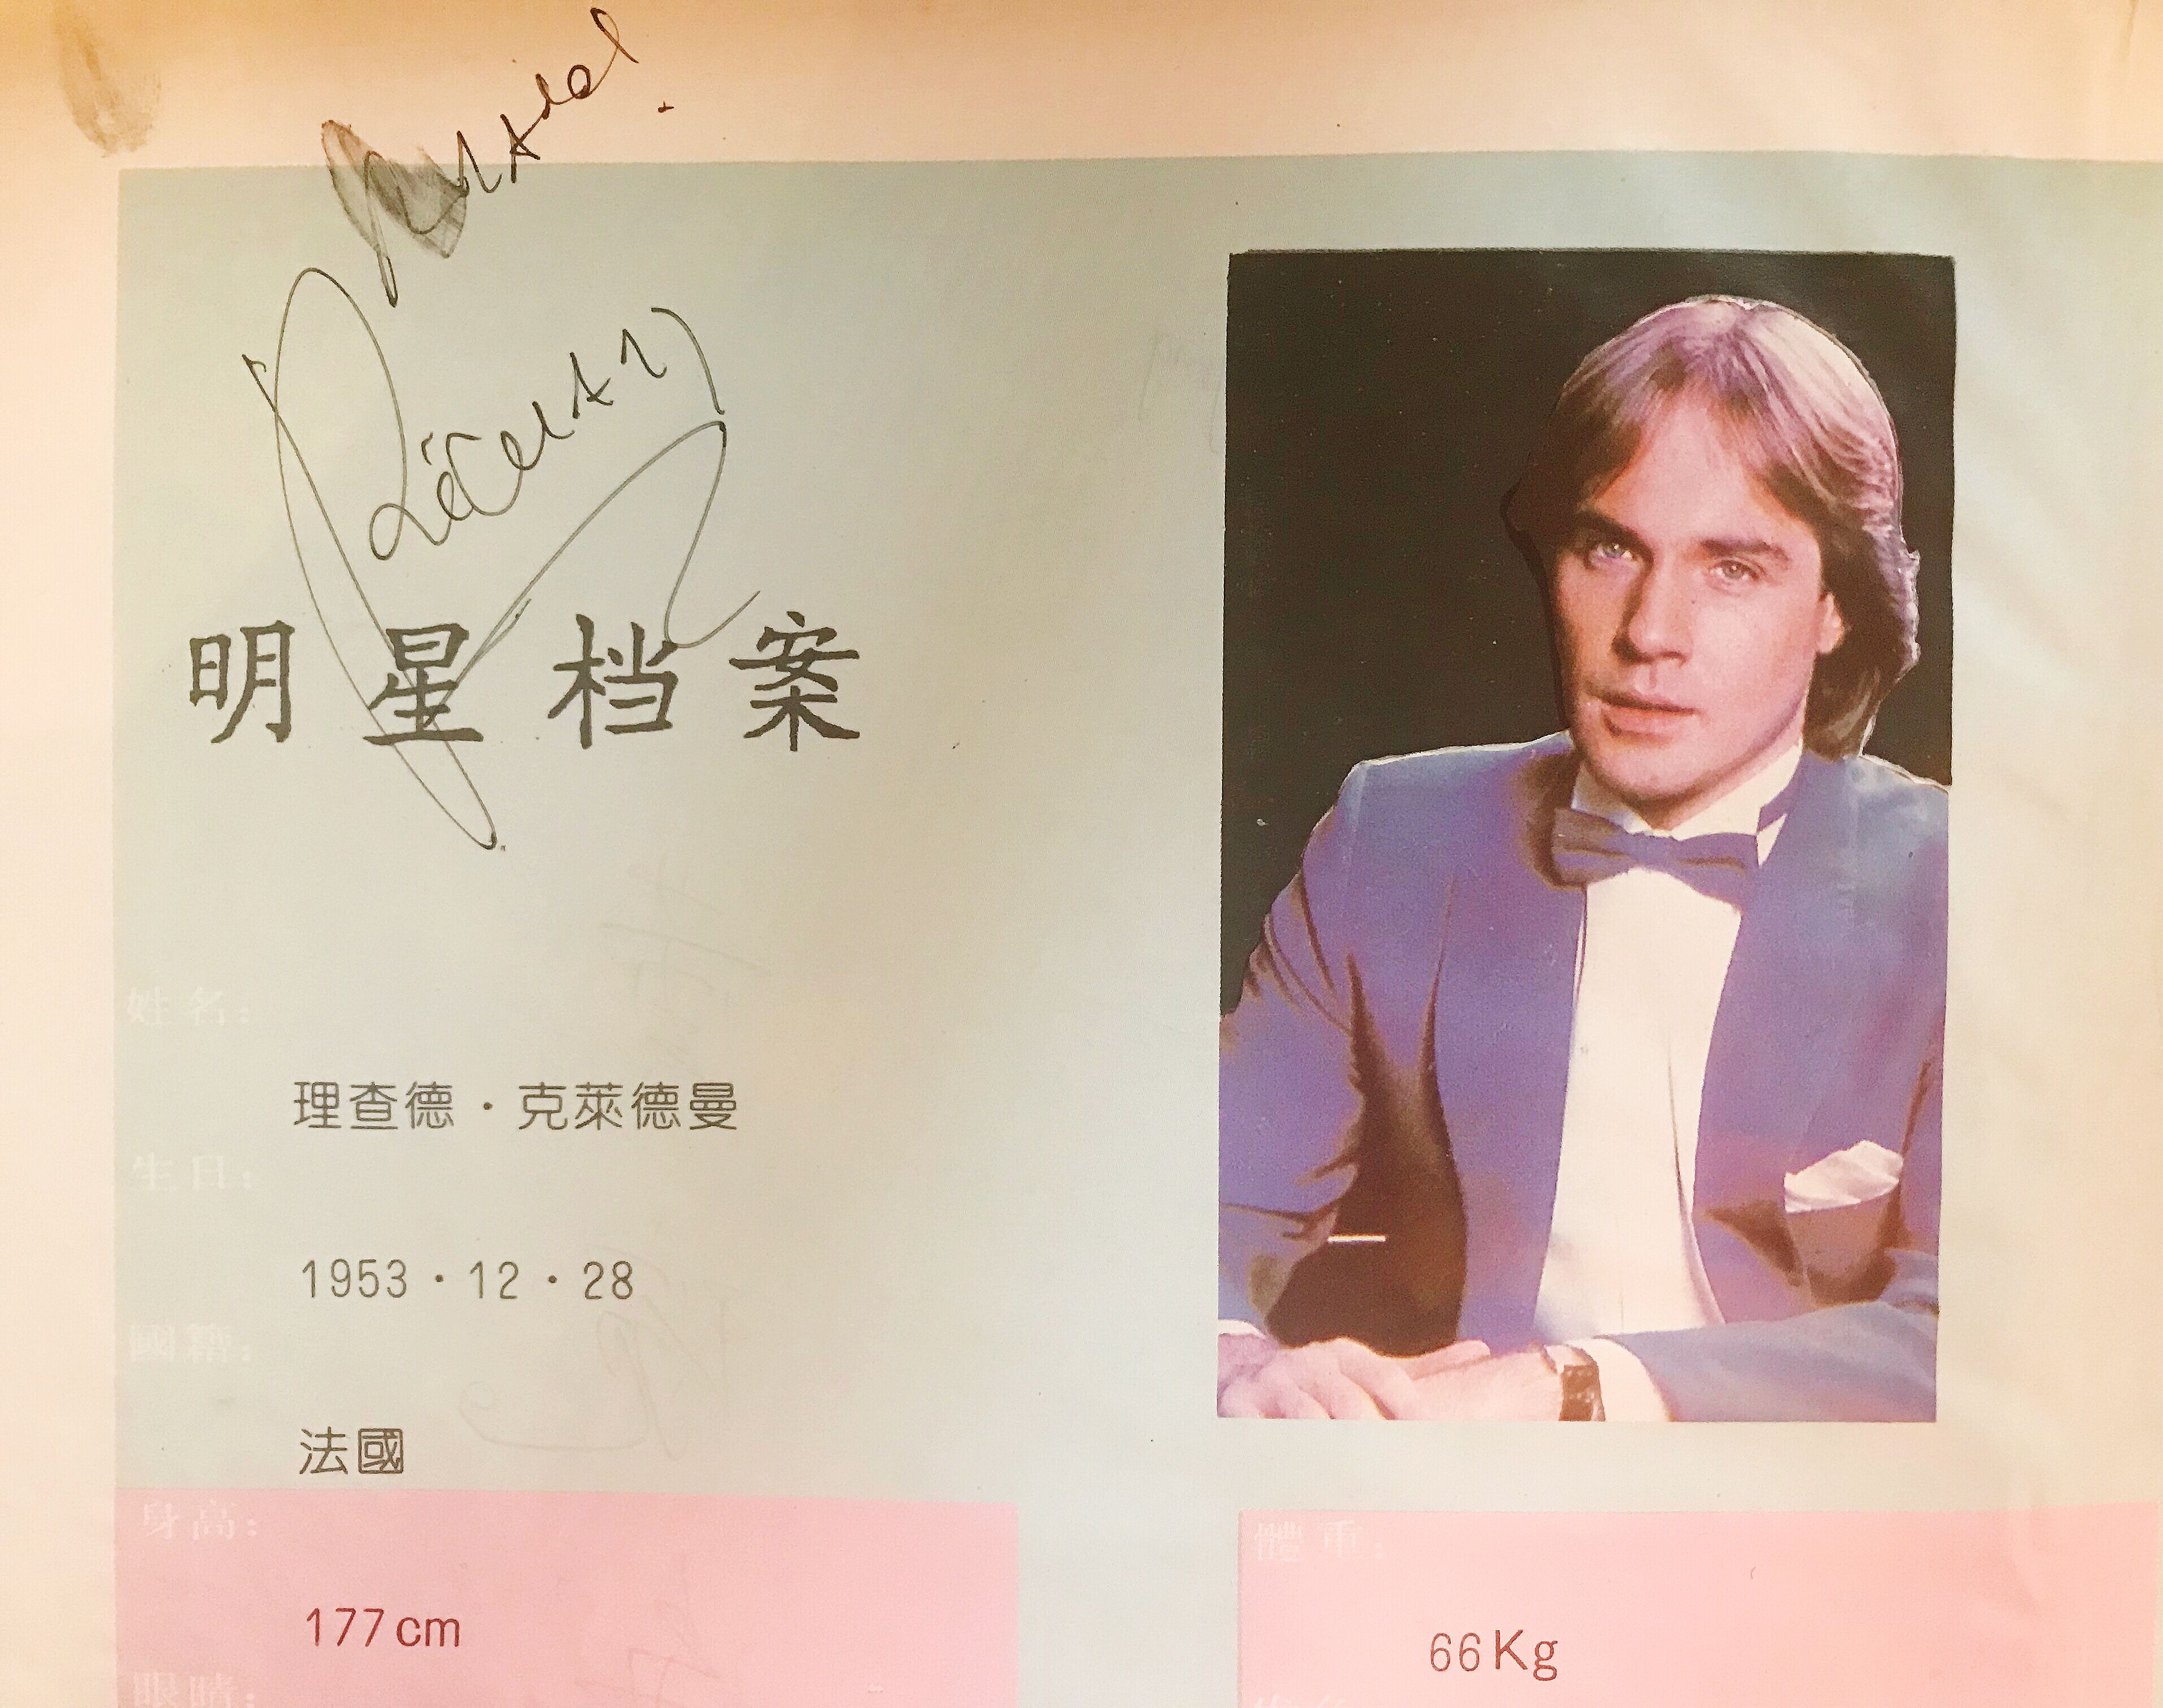 明星档案
姓名:
理查德·克萊德曼
生日:
1953·12·28
國籍:
法國
身高:
177cm
體重:
66Kg
眼睛: